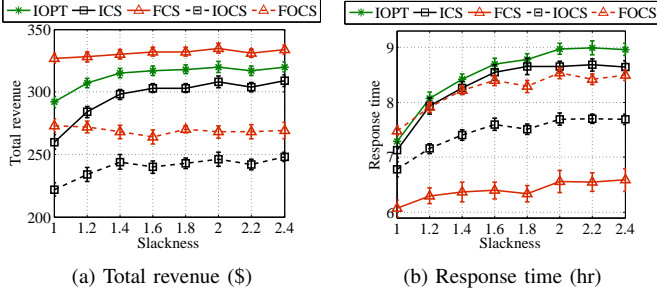 IOPT ICS FCS IOCS FOCS
350
300
250
200
Total revenue
1 1.2 1.4 1.6 1.8 2 2.2 2.4
Slackness
(a) Total revenue ($)
IOPT ICS FCS IOCS FOCS
9
8
7
6
Response time
1 1.2 1.4 1.6 1.8 2 2.2 2.4
Slackness
(b) Response time (hr)